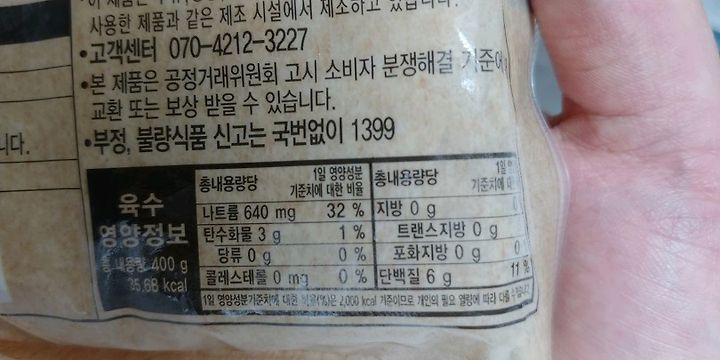 사용한 제품과 같은 제조 시설에서 제조하고 있습니다.
•고객센터 070-4212-3227
•본 제품은 공정거래위원회 고시 소비자 분쟁해결 기준에
교환 또는 보상 받을 수 있습니다.
니다.
•부정, 불량식품 신고는 국번없이 1399
육수
영양정보
총 내용량 400 g
35.68 kcal
총내용량당 1일 영양성분 기준치에 대한 비율
나트륨 640 mg 32 %
탄수화물 3 g 1 %
당류 0 g 0 %
콜레스테롤 0 mg 0 %
총내용량당 1일 기준치에
지방 0 g
트랜스지방 0 g
포화지방 0 g 0
단백질 6 g 11 %
1일 영양성분기준치에 대한 비율(%)은 2,000 kcal 기준이므로 개인의 필요 열량에 따라 다를 수 있습니다